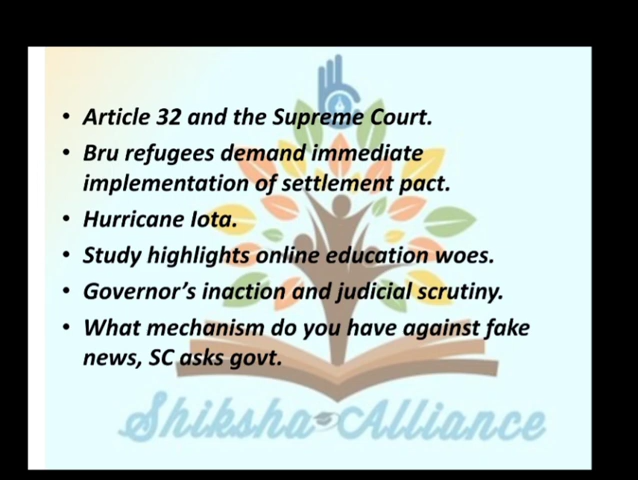 • Article 32 and the Supreme Court.
• Bru refugees demand immediate
implementation of settlement pact.
• Hurricane Iota.
• Study highlights online education woes.
• Governor's inaction and judicial scrutiny.
• What mechanism do you have against fake
news, SC asks govt.
Shiksha Alliance